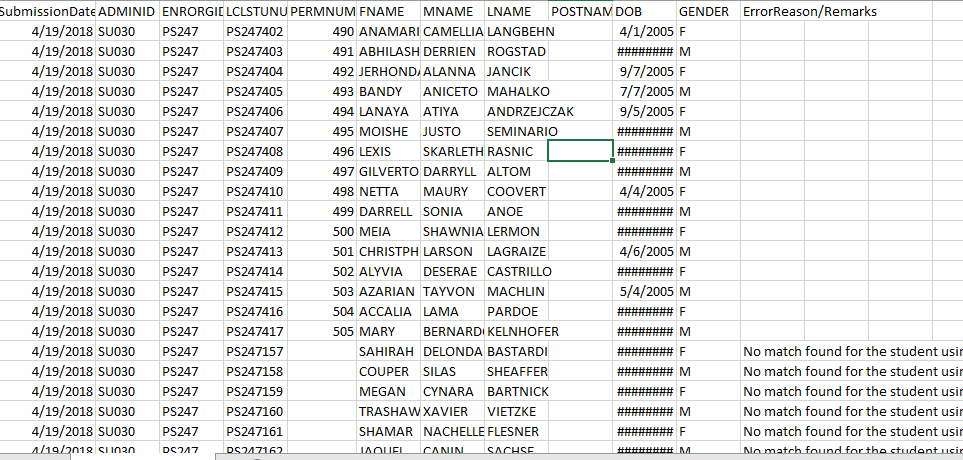 SubmissionDate ADMINID ENRORGID LCLSTUNU PERMNUM FNAME MNAME LNAME POSTNAM DOB GENDER ErrorReason/Remarks
4/19/2018 SU030 PS247 PS247402 490 ANAMARI CAMELLIA LANGBEHN 4/1/2005 F
4/19/2018 SU030 PS247 PS247403 491 ABHILASH DERRIEN ROGSTAD ######## M
4/19/2018 SU030 PS247 PS247404 492 JERHONDA ALANNA JANCIK 9/7/2005 F
4/19/2018 SU030 PS247 PS247405 493 BANDY ANICETO MAHALKO 7/7/2005 M
4/19/2018 SU030 PS247 PS247406 494 LANAYA ATIYA ANDRZEJCZAK 9/5/2005 F
4/19/2018 SU030 PS247 PS247407 495 MOISHE JUSTO SEMINARIO ######## M
4/19/2018 SU030 PS247 PS247408 496 LEXIS SKARLETH RASNIC ######## F
4/19/2018 SU030 PS247 PS247409 497 GILVERTO DARRYLL ALTOM ######## M
4/19/2018 SU030 PS247 PS247410 498 NETTA MAURY COOVERT 4/4/2005 F
4/19/2018 SU030 PS247 PS247411 499 DARRELL SONIA ANOE ######## M
4/19/2018 SU030 PS247 PS247412 500 MEIA SHAWNIA LERMON ######## F
4/19/2018 SU030 PS247 PS247413 501 CHRISTPH LARSON LAGRAIZE 4/6/2005 M
4/19/2018 SU030 PS247 PS247414 502 ALYVIA DESERAE CASTRILLO ######## F
4/19/2018 SU030 PS247 PS247415 503 AZARIAN TAYVON MACHLIN 5/4/2005 M
4/19/2018 SU030 PS247 PS247416 504 ACCALIA LAMA PARDOE ######## F
4/19/2018 SU030 PS247 PS247417 505 MARY BERNARDO KELNHOFER ######## M
4/19/2018 SU030 PS247 PS247157 SAHIRAH DELONDA BASTARDI ######## F No match found for the student usin
4/19/2018 SU030 PS247 PS247158 COUPER SILAS SHEAFFER ######## M No match found for the student usin
4/19/2018 SU030 PS247 PS247159 MEGAN CYNARA BARTNICK ######## F No match found for the student usin
4/19/2018 SU030 PS247 PS247160 TRASHAW XAVIER VIETZKE ######## M No match found for the student usin
4/19/2018 SU030 PS247 PS247161 SHAMAR NACHELLE FLESNER ######## F No match found for the student usin
4/19/2018 SU030 PS247 PS247162 JAQUEL CANIN SACHSE ######## M No match found for the student usin